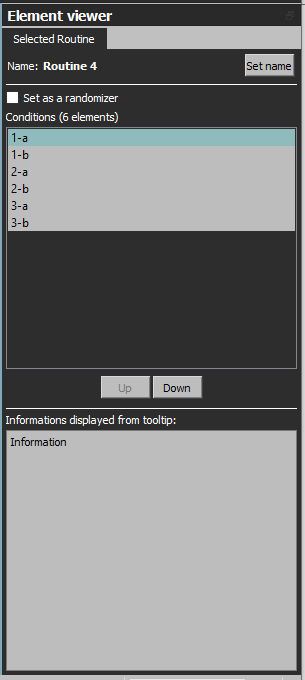 Element viewer
Selected Routine
Name: Routine 4
Set name
Set as a randomizer
Conditions (6 elements)
1-a
1-b
2-a
2-b
3-a
3-b
Up
Down
Informations displayed from tooltip:
Information